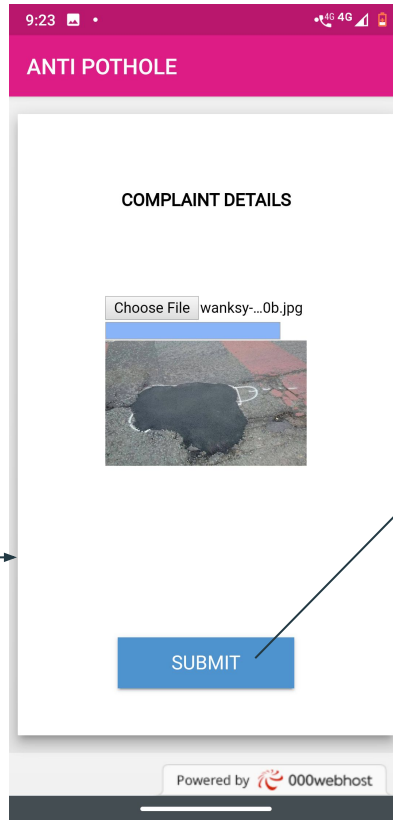 9:23
4G 4G
ANTI POTHOLE
COMPLAINT DETAILS
Choose File wanksy-...0b.jpg
SUBMIT
Powered by 000webhost